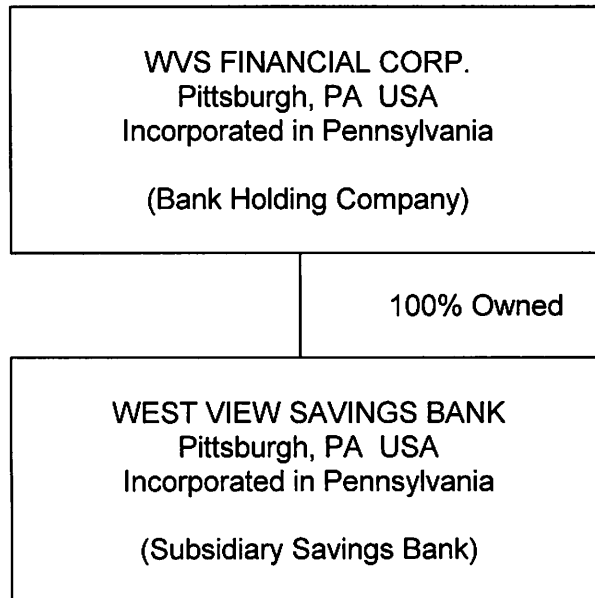 WVS FINANCIAL CORP.
Pittsburgh, PA USA
Incorporated in Pennsylvania
(Bank Holding Company)
100% Owned
WEST VIEW SAVINGS BANK
Pittsburgh, PA USA
Incorporated in Pennsylvania
(Subsidiary Savings Bank)